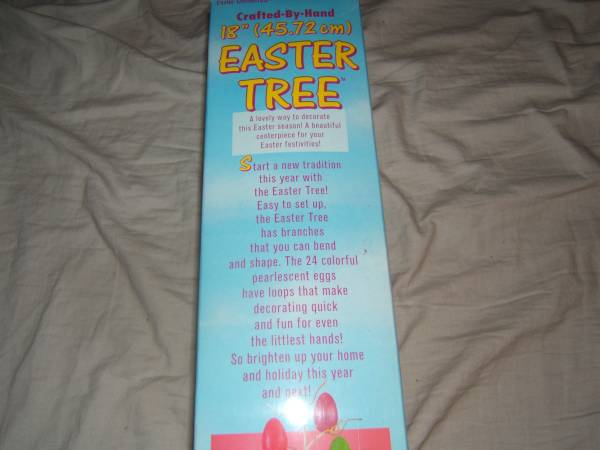 Crafted-By-Hand
18" (45.72cm)
EASTER
TREE™
A lovely way to decorate
this Easter season! A beautiful
centerpiece for your
Easter festivities!
Start a new tradition
this year with
the Easter Tree!
Easy to set up,
the Easter Tree
has branches
that you can bend
and shape. The 24 colorful
pearlescent eggs
have loops that make
decorating quick
and fun for even
the littlest hands!
So brighten up your home
and holiday this year
and next!